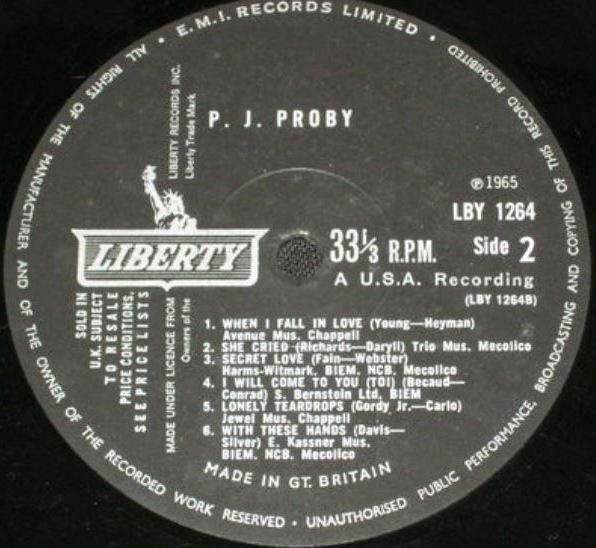 E.M.I. RECORDS LIMITED •
ALL RIGHTS OF THE MANUFACTURER AND OF THE OWNER OF THE RECORDED WORK RESERVED • UNAUTHORISED PUBLIC PERFORMANCE, BROADCASTING AND COPYING OF THIS RECORD PROHIBITED •
LIBERTY RECORDS INC.
Liberty Trade Mark
P. J. PROBY
℗1965
LBY 1264
LIBERTY
33⅓ R.P.M.
Side 2
A U.S.A. Recording
(LBY 1264B)
SOLD IN
U.K. SUBJECT
TO RESALE
PRICE CONDITIONS,
SEE PRICE LISTS
MADE UNDER LICENCE FROM
Owners of the
1. WHEN I FALL IN LOVE (Young—Heyman)
Avenue Mus. Chappell
2. SHE CRIED (Richards—Daryll) Trio Mus. Mecolico
3. SECRET LOVE (Fain—Webster)
Harms-Witmark, BIEM. NCB. Mecolico
4. I WILL COME TO YOU (TOI) (Becaud—
Conrad) S. Bernstein Ltd, BIEM
5. LONELY TEARDROPS (Gordy Jr.—Carlo)
Jewel Mus. Chappell
6. WITH THESE HANDS (Davis—
Silver) E. Kassner Mus.
BIEM. NCB. Mecolico
MADE IN GT. BRITAIN